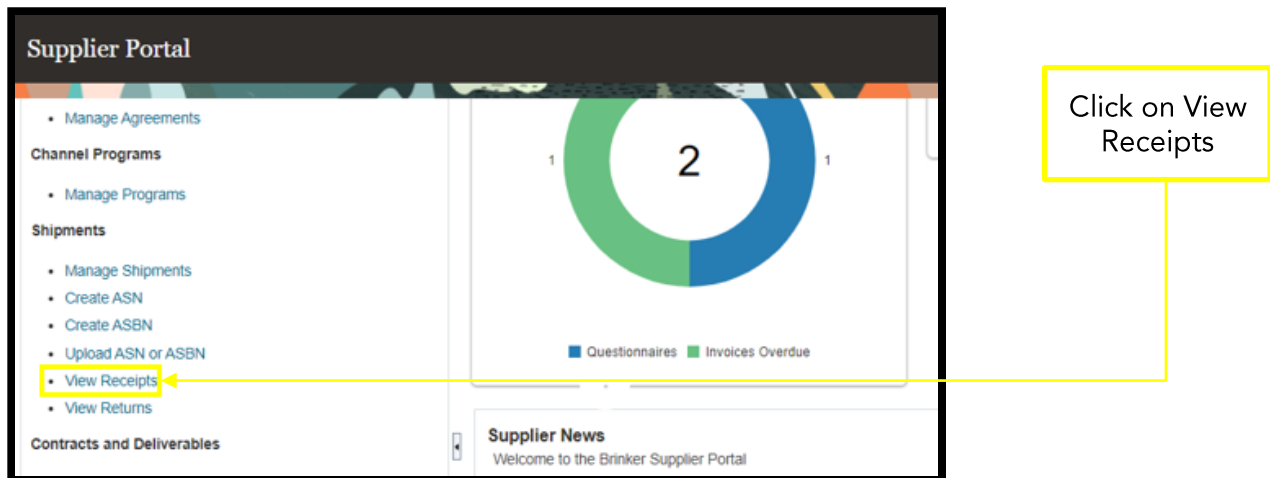 Supplier Portal
Manage Agreements
Channel Programs
Manage Programs
Shipments
Manage Shipments
Create ASN
Create ASBN
Upload ASN or ASBN
View Receipts
View Returns
Contracts and Deliverables
1
2
1
Questionnaires
Invoices Overdue
Supplier News
Welcome to the Brinker Supplier Portal
Click on View
Receipts